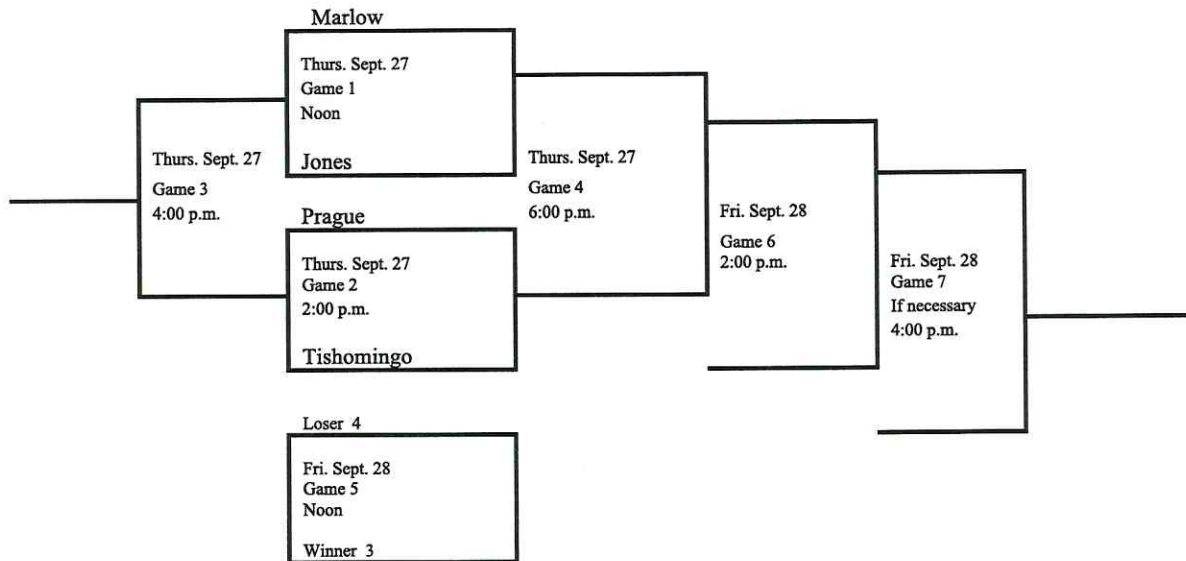 Marlow
Thurs. Sept. 27
Game 1
Noon
Jones
Thurs. Sept. 27
Game 3
4:00 p.m.
Thurs. Sept. 27
Game 4
6:00 p.m.
Prague
Thurs. Sept. 27
Game 2
2:00 p.m.
Tishomingo
Fri. Sept. 28
Game 6
2:00 p.m.
Fri. Sept. 28
Game 7
If necessary
4:00 p.m.
Loser 4
Fri. Sept. 28
Game 5
Noon
Winner 3